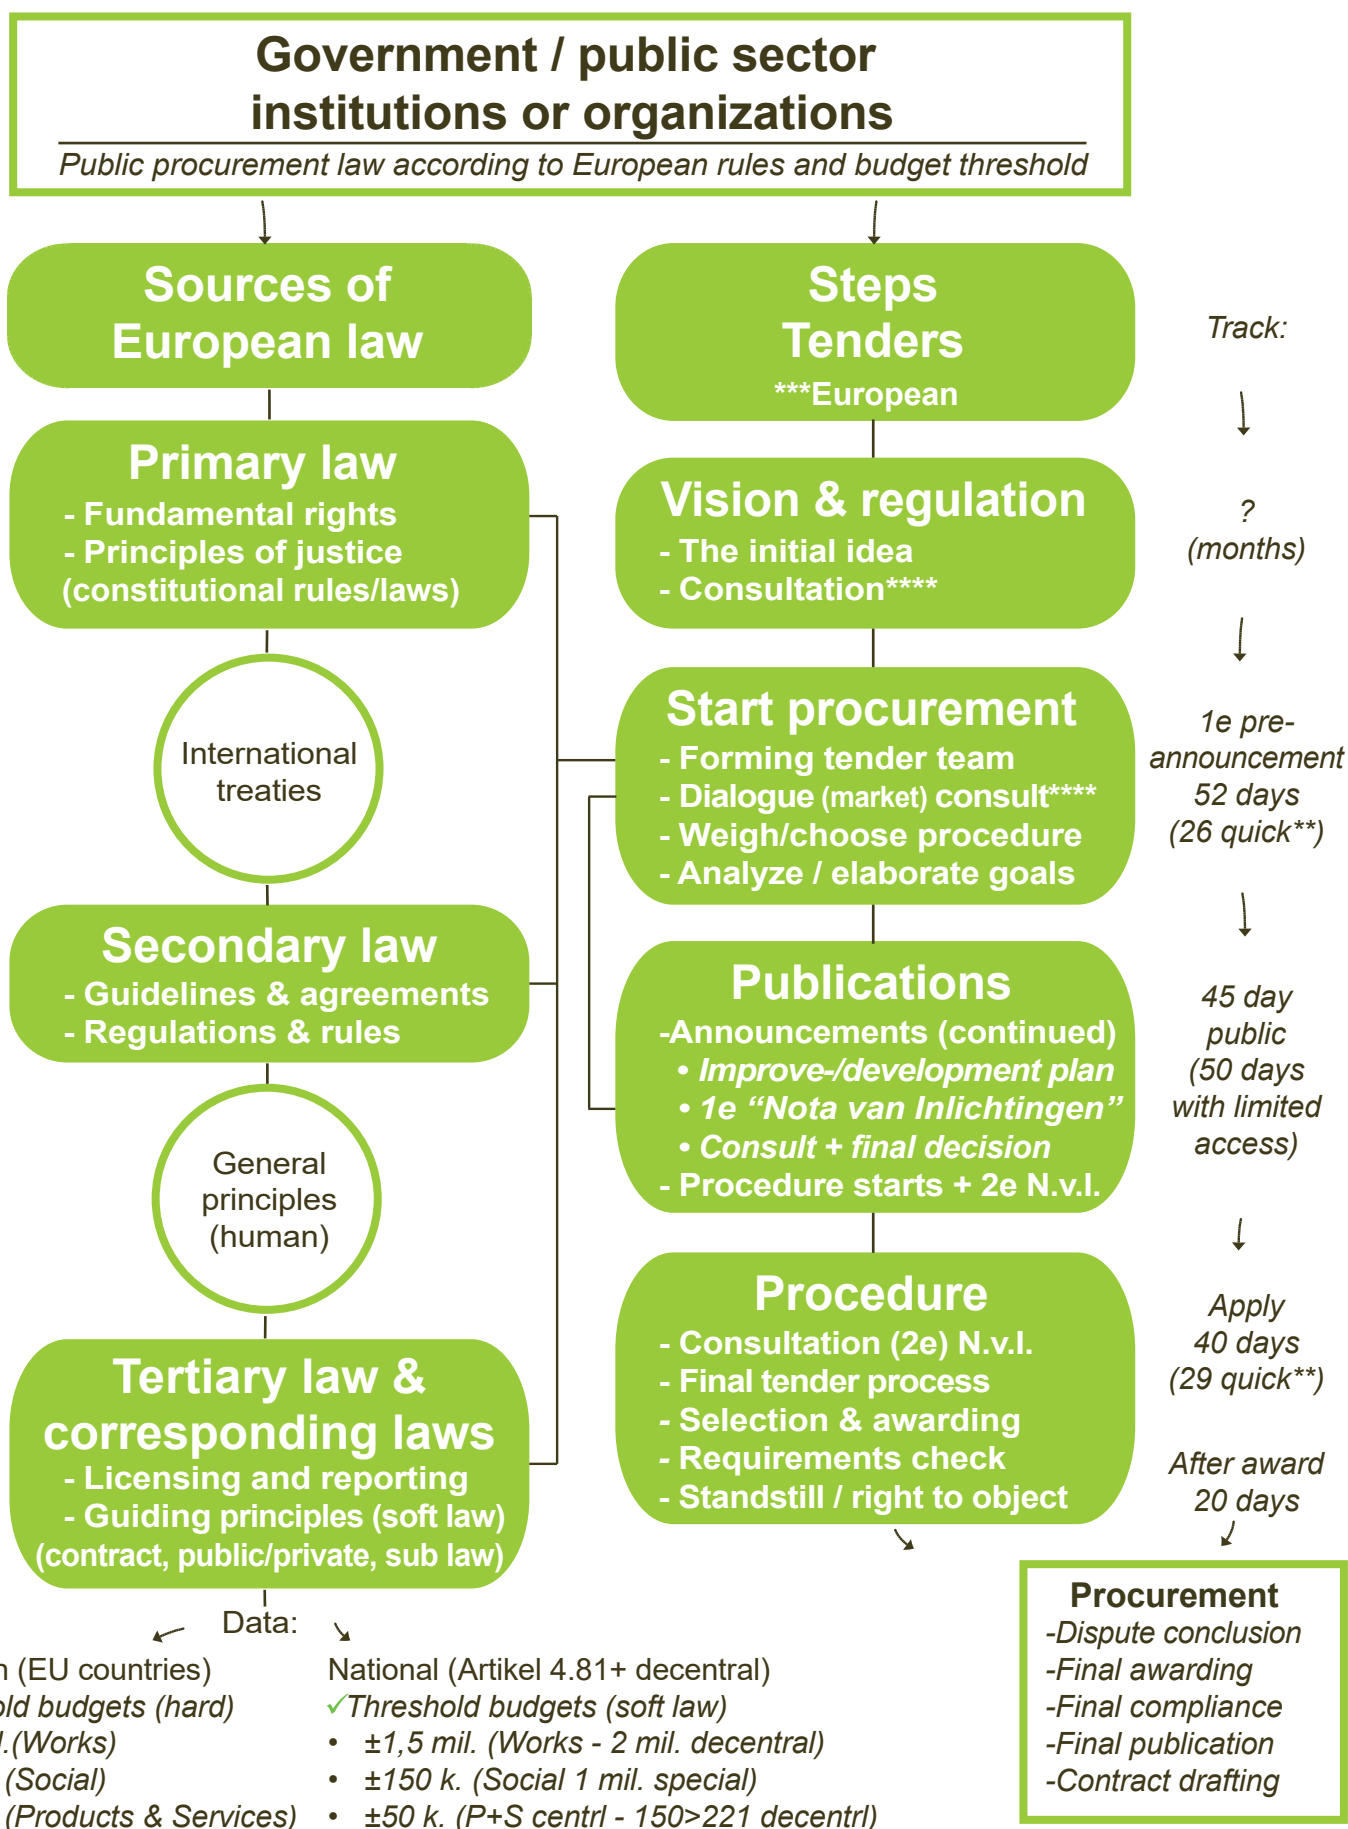 Government / public sector
institutions or organizations
Public procurement law according to European rules and budget threshold
Sources of
European law
Primary law
- Fundamental rights
- Principles of justice
(constitutional rules/laws)
International
treaties
Secondary law
- Guidelines & agreements
- Regulations & rules
General
principles
(human)
Tertiary law &
corresponding laws
- Licensing and reporting
- Guiding principles (soft law)
(contract, public/private, sub law)
Data:
(EU countries)
budgets (hard)
(Works)
(Social)
(Products & Services)
National (Artikel 4.81+ decentral)
✓Threshold budgets (soft law)
• ±1,5 mil. (Works - 2 mil. decentral)
• ±150 k. (Social 1 mil. special)
• ±50 k. (P+S centrl - 150>221 decentrl)
Steps
Tenders
***European
Vision & regulation
- The initial idea
- Consultation****
Start procurement
- Forming tender team
- Dialogue (market) consult****
- Weigh/choose procedure
- Analyze / elaborate goals
Publications
-Announcements (continued)
• Improve-/development plan
• 1e “Nota van Inlichtingen”
• Consult + final decision
- Procedure starts + 2e N.v.I.
Procedure
- Consultation (2e) N.v.I.
- Final tender process
- Selection & awarding
- Requirements check
- Standstill / right to object
Track:
?
(months)
1e pre-
announcement
52 days
(26 quick**)
45 day
public
(50 days
with limited
access)
Apply
40 days
(29 quick**)
After award
20 days
Procurement
-Dispute conclusion
-Final awarding
-Final compliance
-Final publication
-Contract drafting